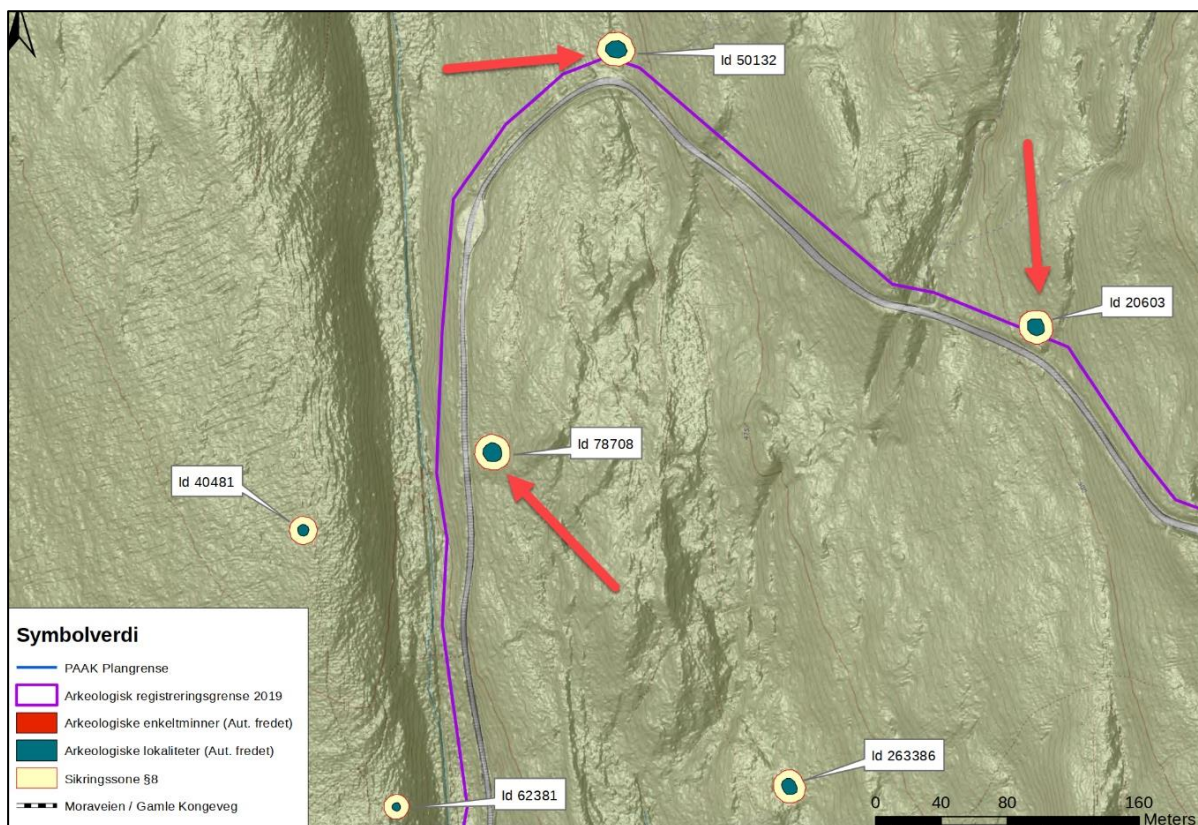 Id 50132
Id 20603
Id 78708
Id 40481
Id 263386
Id 62381
Symbolverdi
PAAK Plangrense
Arkeologisk registreringsgrense 2019
Arkeologiske enkeltminner (Aut. fredet)
Arkeologiske lokaliteter (Aut. fredet)
Sikringssone §8
Moraveien / Gamle Kongeveg
0 40 80 160
Meters